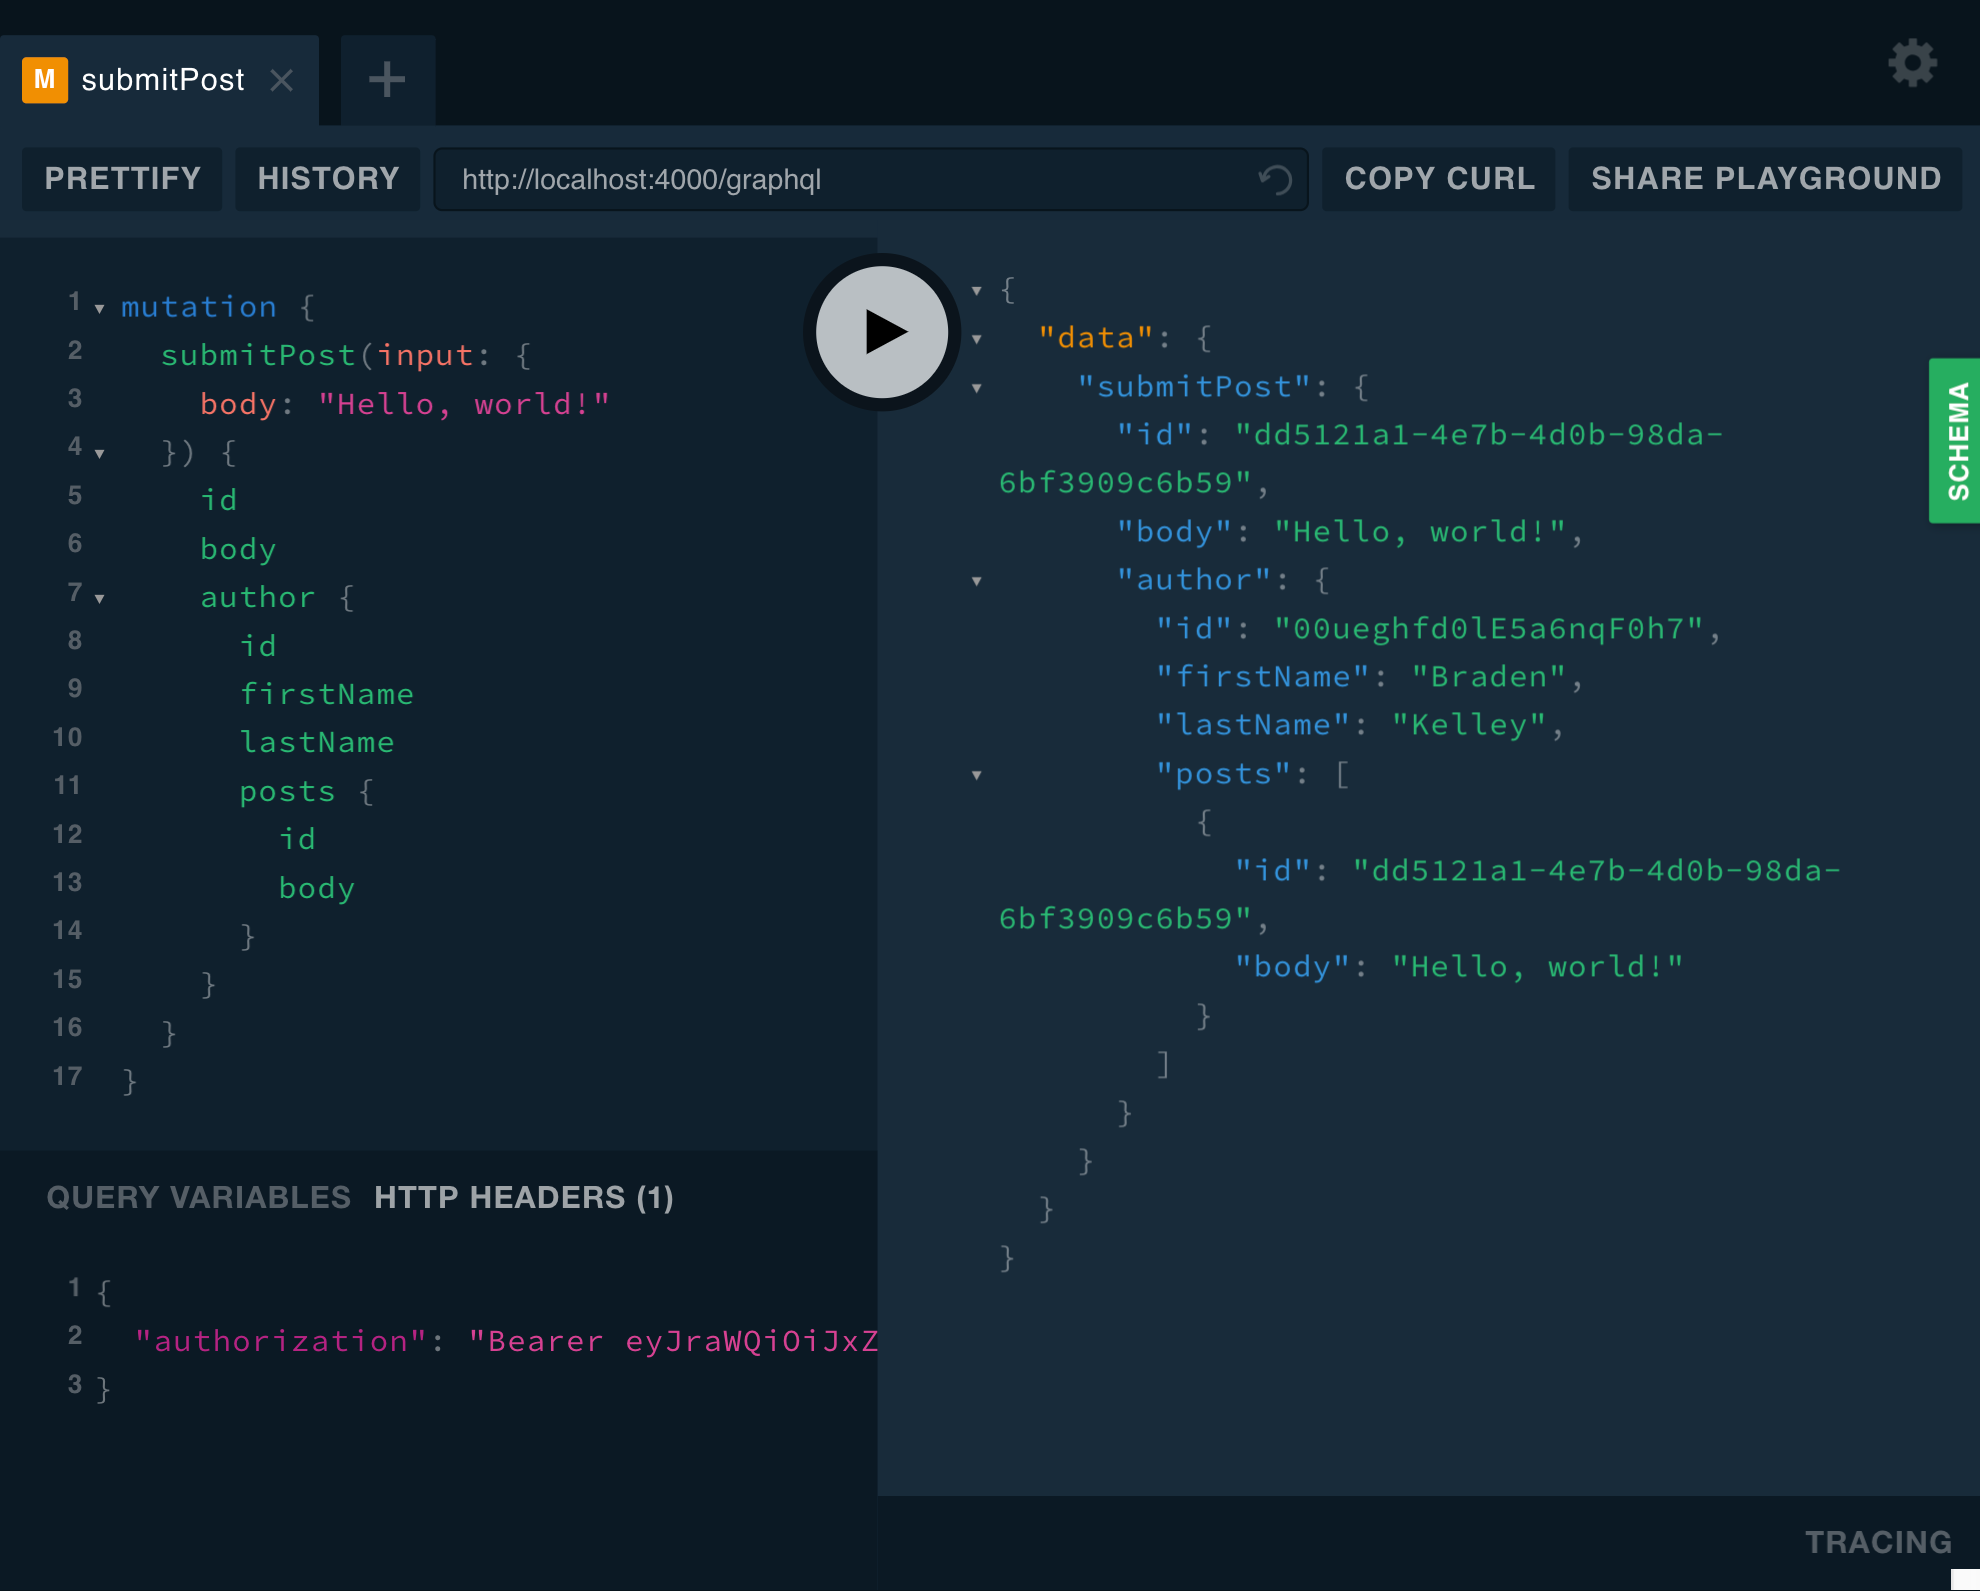 M submitPost
PRETTIFY HISTORY http://localhost:4000/graphql COPY CURL SHARE PLAYGROUND
1 mutation {
2 submitPost(input: {
3 body: "Hello, world!"
4 }) {
5 id
6 body
7 author {
8 id
9 firstName
10 lastName
11 posts {
12 id
13 body
14 }
15 }
16 }
17 }
QUERY VARIABLES HTTP HEADERS (1)
1 {
2 "authorization": "Bearer eyJraWQiOiJxZ
3 }
{
"data": {
"submitPost": {
"id": "dd5121a1-4e7b-4d0b-98da-
6bf3909c6b59",
"body": "Hello, world!",
"author": {
"id": "00ueghfd0lE5a6nqF0h7",
"firstName": "Braden",
"lastName": "Kelley",
"posts": [
{
"id": "dd5121a1-4e7b-4d0b-98da-
6bf3909c6b59",
"body": "Hello, world!"
}
]
}
}
}
}
SCHEMA
TRACING